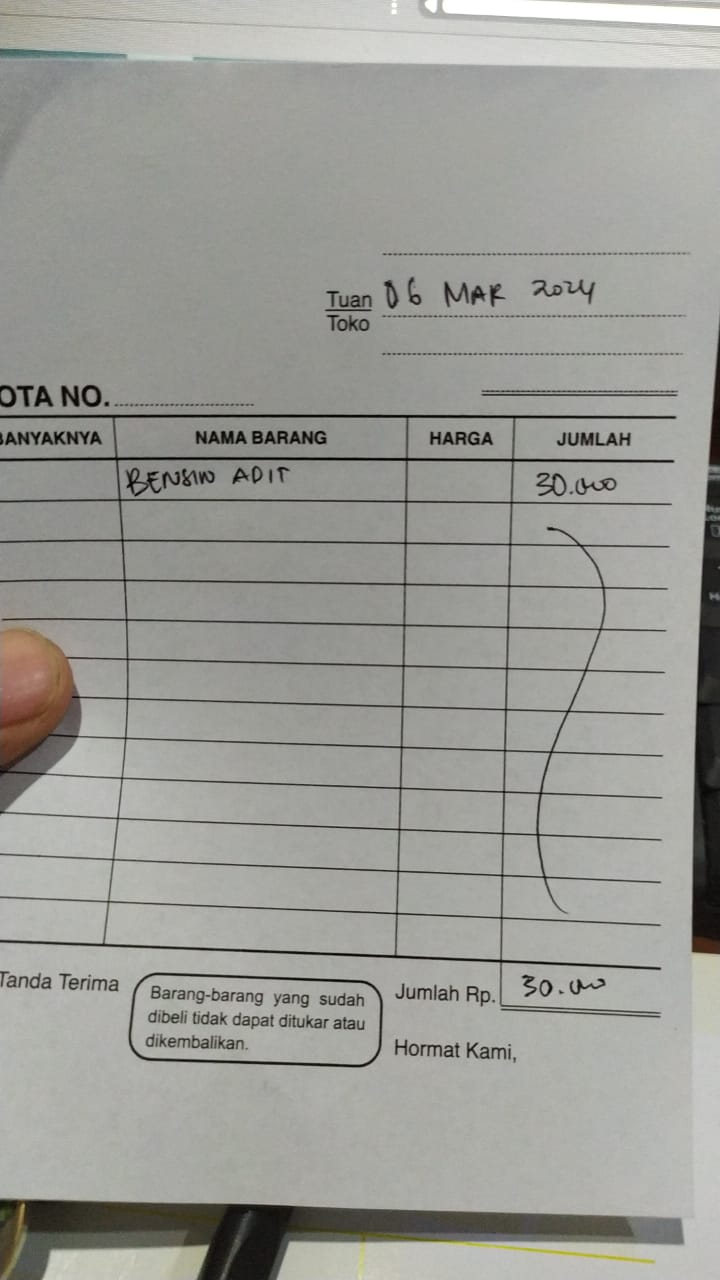 06 MAR 2024
Tuan
Toko
OTA NO.
BANYAKNYA NAMA BARANG HARGA JUMLAH
BENSIN ADIT 30.000
Tanda Terima
Barang-barang yang sudah
dibeli tidak dapat ditukar atau
dikembalikan.
Jumlah Rp. 30.000
Hormat Kami,